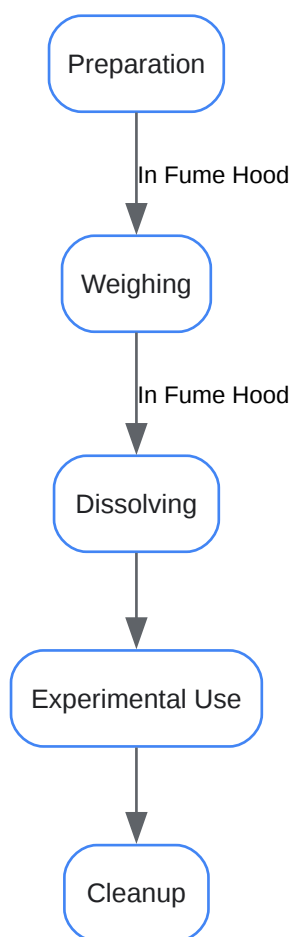 Preparation
In Fume Hood
Weighing
In Fume Hood
Dissolving
Experimental Use
Cleanup